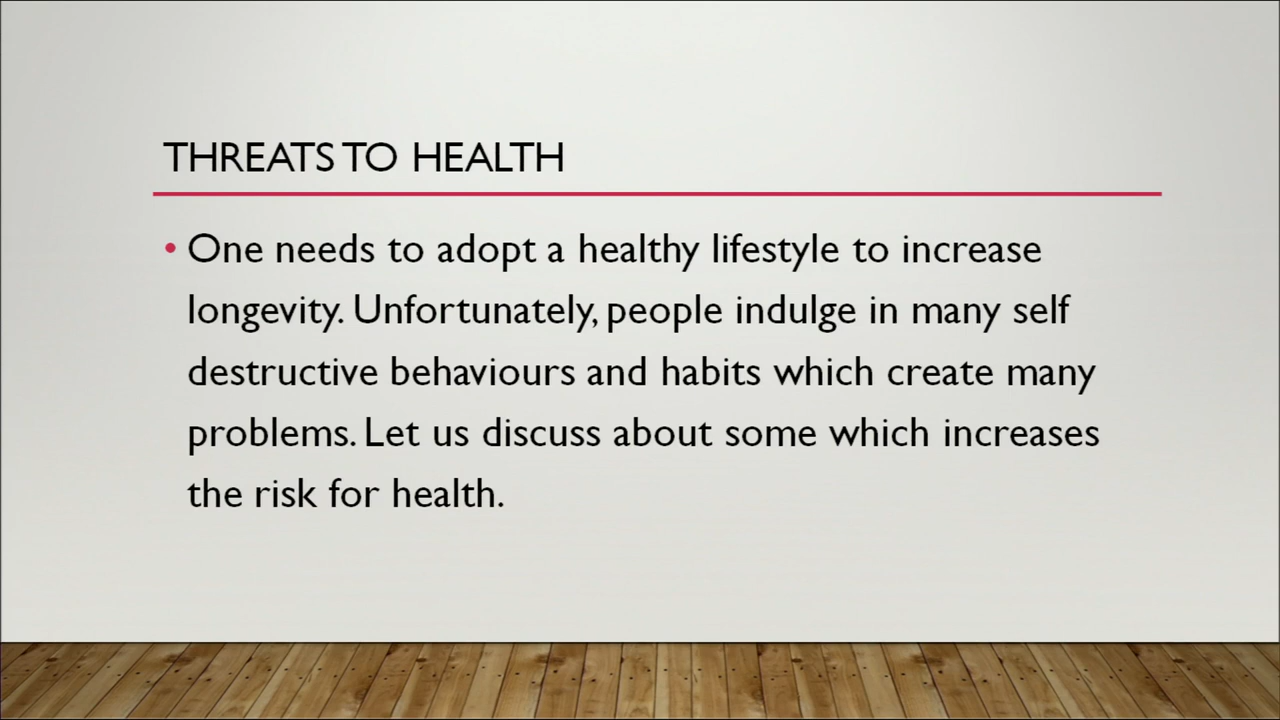 THREATS TO HEALTH
• One needs to adopt a healthy lifestyle to increase
longevity. Unfortunately, people indulge in many self
destructive behaviours and habits which create many
problems. Let us discuss about some which increases
the risk for health.